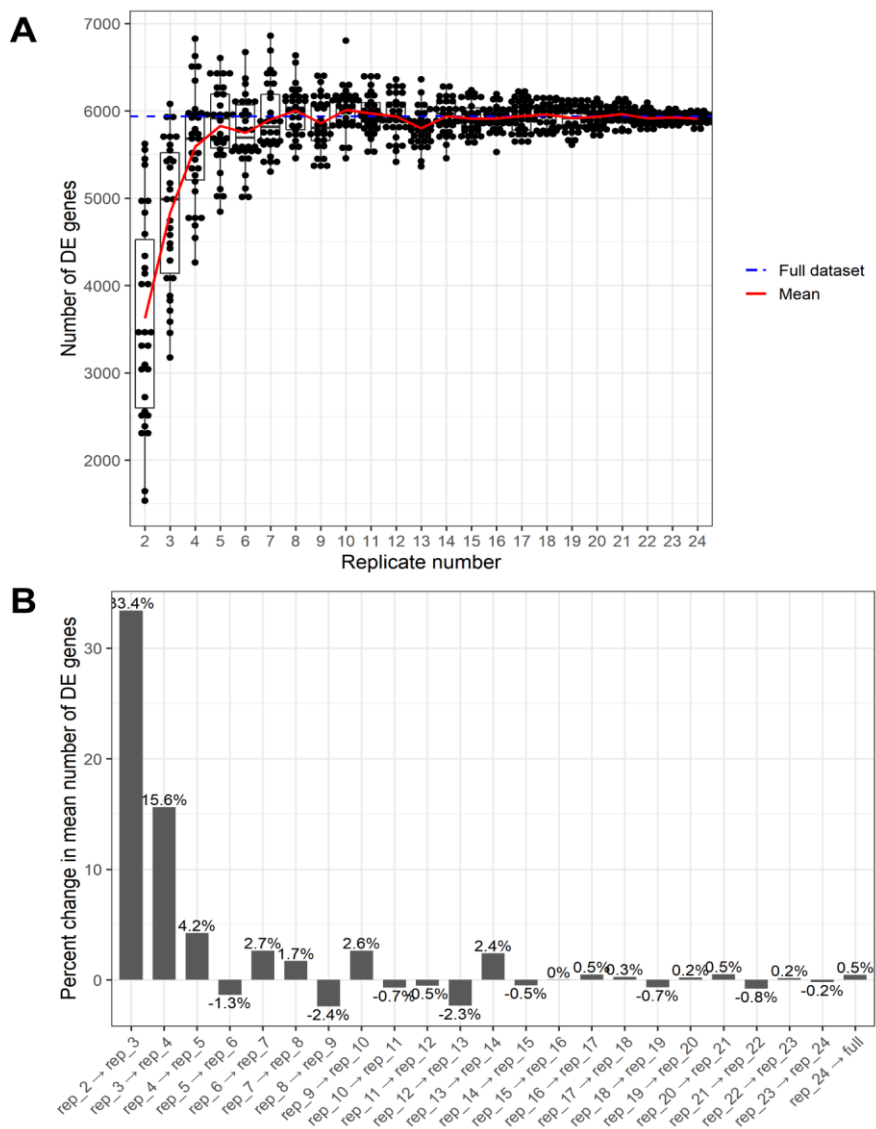 A
7000
6000
5000
4000
3000
2000
Number of DE genes
2 3 4 5 6 7 8 9 10 11 12 13 14 15 16 17 18 19 20 21 22 23 24
Replicate number
Full dataset
Mean
B
30
20
10
0
Percent change in mean number of DE genes
33.4%
15.6%
4.2%
-1.3%
2.7%
1.7%
-2.4%
2.6%
-0.7%
-0.5%
-2.3%
2.4%
-0.5%
0%
0.5%
0.3%
-0.7%
0.2%
0.5%
-0.8%
0.2%
-0.2%
0.5%
rep_2 → rep_3
rep_3 → rep_4
rep_4 → rep_5
rep_5 → rep_6
rep_6 → rep_7
rep_7 → rep_8
rep_8 → rep_9
rep_9 → rep_10
rep_10 → rep_11
rep_11 → rep_12
rep_12 → rep_13
rep_13 → rep_14
rep_14 → rep_15
rep_15 → rep_16
rep_16 → rep_17
rep_17 → rep_18
rep_18 → rep_19
rep_19 → rep_20
rep_20 → rep_21
rep_21 → rep_22
rep_22 → rep_23
rep_23 → rep_24
rep_24 → full